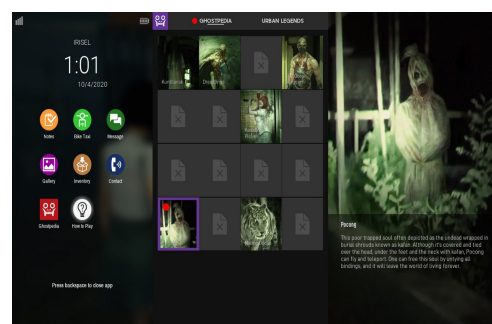 IRISEL
1:01
10/4/2020
Notes
Bike Taxi
Message
Gallery
Inventory
Contact
Ghostpedia
How to Play
Press backspace to close app
GHOSTPEDIA
URBAN LEGENDS
Pocong
This poor trapped soul often depicted as the undead wrapped in
burial shrouds known as kafan. Although it's covered and tied
over the head, under the feet and the neck with kafan, Pocong
can fly and teleport. One can free this soul by untying all
bindings, and it will leave the world of living forever.